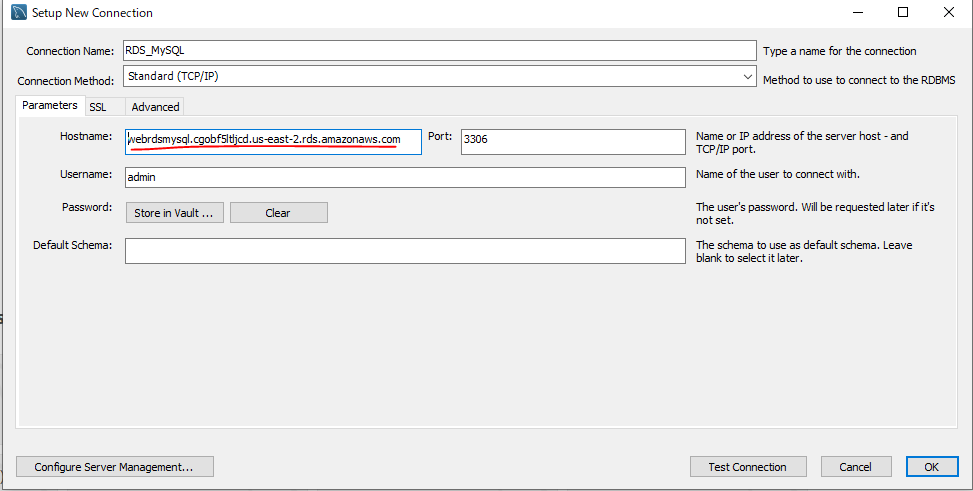 Setup New Connection
Connection Name: RDS_MySQL Type a name for the connection
Connection Method: Standard (TCP/IP) Method to use to connect to the RDBMS
Parameters SSL Advanced
Hostname: webrdsmysql.cgobf5ltljcd.us-east-2.rds.amazonaws.com Port: 3306 Name or IP address of the server host - and
TCP/IP port.
Username: admin Name of the user to connect with.
Password: Store in Vault ... Clear The user's password. Will be requested later if it's
not set.
Default Schema: The schema to use as default schema. Leave
blank to select it later.
Configure Server Management... Test Connection Cancel OK